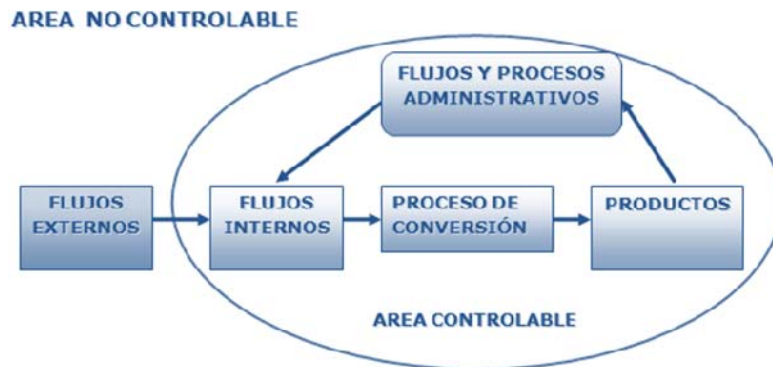 AREA NO CONTROLABLE
FLUJOS Y PROCESOS
ADMINISTRATIVOS
FLUJOS
EXTERNOS
FLUJOS
INTERNOS
PROCESO DE
CONVERSIÓN
PRODUCTOS
AREA CONTROLABLE